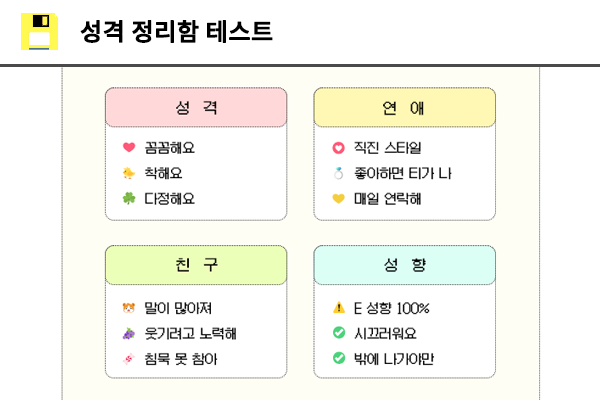 성격 정리함 테스트
성 격
꼼꼼해요
착해요
다정해요
연 애
직진 스타일
좋아하면 티가 나
매일 연락해
친 구
말이 많아져
웃기려고 노력해
침묵 못 참아
성 향
E 성향 100%
시끄러워요
밖에 나가야만